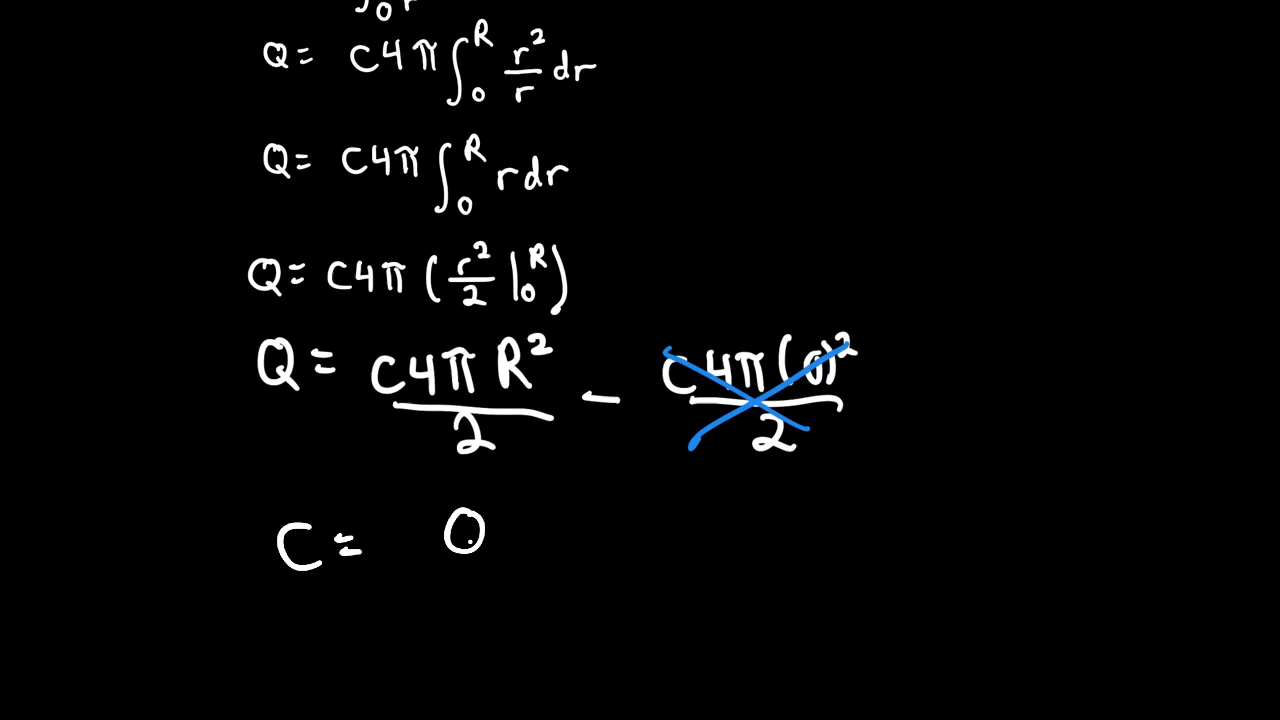 ∫₀ r
Q = C4π ∫₀ᴿ r²/r dr
Q = C4π ∫₀ᴿ r dr
Q = C4π (r²/2 |₀ᴿ)
Q = C4πR²/2 − C4π(0)²/2
C = O